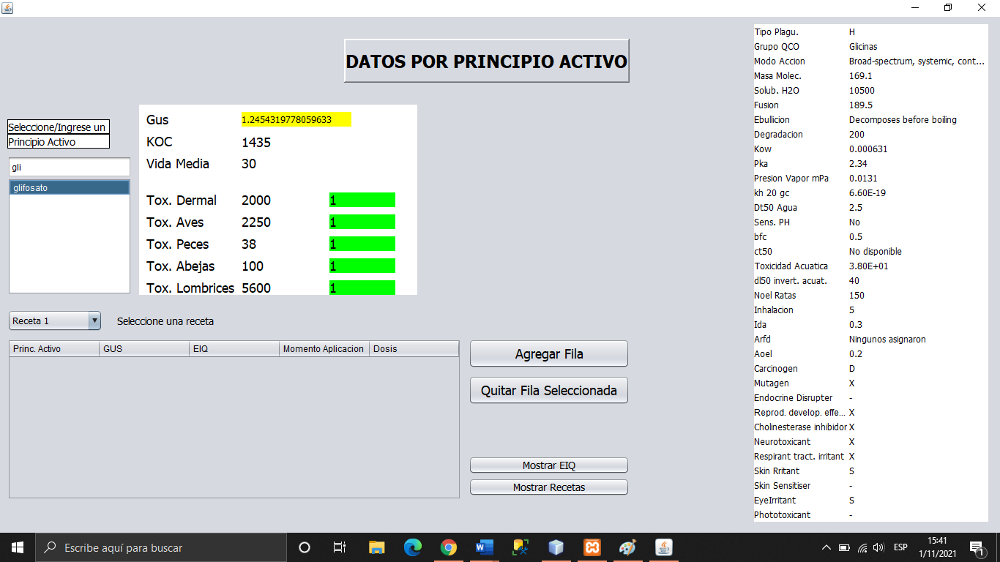 DATOS POR PRINCIPIO ACTIVO
Seleccione/Ingrese un
Principio Activo
gli
glifosato
Gus 1.2454319778059633
KOC 1435
Vida Media 30
Tox. Dermal 2000 1
Tox. Aves 2250 1
Tox. Peces 38 1
Tox. Abejas 100 1
Tox. Lombrices 5600 1
Receta 1 Seleccione una receta
Princ. Activo GUS EIQ Momento Aplicacion Dosis
Agregar Fila
Quitar Fila Seleccionada
Mostrar EIQ
Mostrar Recetas
Tipo Plagu. H
Grupo QCO Glicinas
Modo Accion Broad-spectrum, systemic, cont...
Masa Molec. 169.1
Solub. H2O 10500
Fusion 189.5
Ebullicion Decomposes before boiling
Degradacion 200
Kow 0.000631
Pka 2.34
Presion Vapor mPa 0.0131
kh 20 gc 6.60E-19
Dt50 Agua 2.5
Sens. PH No
bfc 0.5
ct50 No disponible
Toxicidad Acuatica 3.80E+01
dl50 invert. acuat. 40
Noel Ratas 150
Inhalacion 5
Ida 0.3
Arfd Ningunos asignaron
Aoel 0.2
Carcinogen D
Mutagen X
Endocrine Disrupter -
Reprod. develop. effe... X
Cholinesterase inhibidor X
Neurotoxicant X
Respirant tract. irritant X
Skin Rritant S
Skin Sensitiser -
EyeIrritant S
Phototoxicant -
Escribe aquí para buscar
ESP
15:41
1/11/2021
1